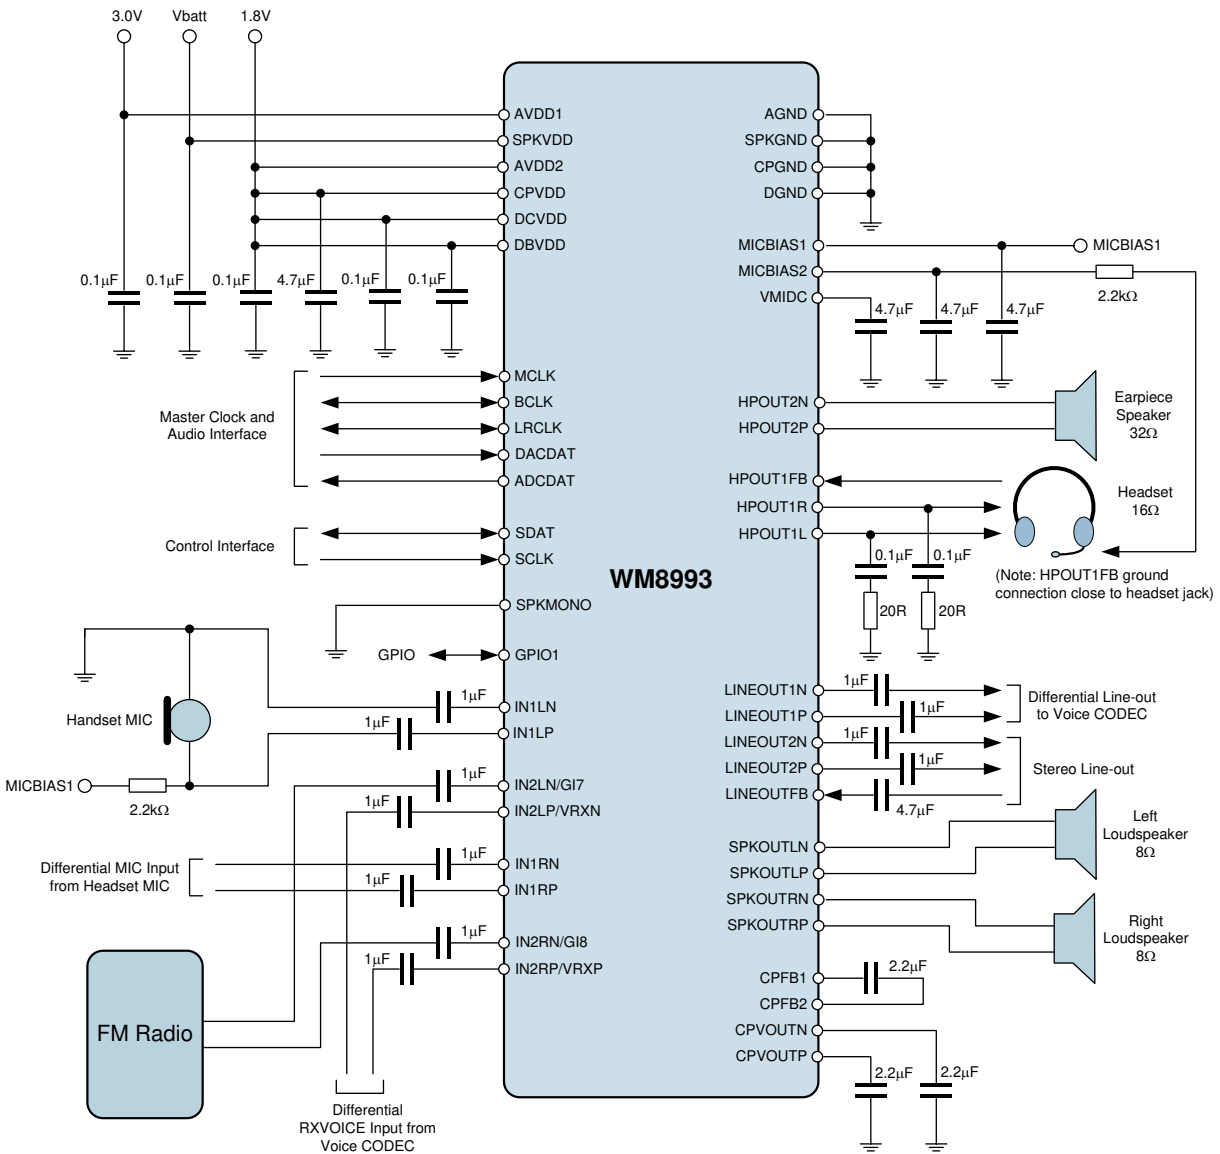 3.0V
Vbatt
1.8V
AVDD1
SPKVDD
AVDD2
CPVDD
DCVDD
DBVDD
0.1µF
0.1µF
0.1µF
4.7µF
0.1µF
0.1µF
Master Clock and
Audio Interface
MCLK
BCLK
LRCLK
DACDAT
ADCDAT
Control Interface
SDAT
SCLK
SPKMONO
GPIO
GPIO1
Handset MIC
MICBIAS1
2.2kΩ
1µF
IN1LN
1µF
IN1LP
1µF
IN2LN/GI7
1µF
IN2LP/VRXN
Differential MIC Input
from Headset MIC
1µF
IN1RN
1µF
IN1RP
1µF
IN2RN/GI8
1µF
IN2RP/VRXP
FM Radio
Differential
RXVOICE Input from
Voice CODEC
WM8993
AGND
SPKGND
CPGND
DGND
MICBIAS1
MICBIAS1
MICBIAS2
2.2kΩ
VMIDC
4.7µF
4.7µF
4.7µF
HPOUT2N
HPOUT2P
Earpiece
Speaker
32Ω
HPOUT1FB
HPOUT1R
HPOUT1L
Headset
16Ω
0.1µF
0.1µF
20R
20R
(Note: HPOUT1FB ground
connection close to headset jack)
LINEOUT1N
1µF
LINEOUT1P
1µF
Differential Line-out
to Voice CODEC
LINEOUT2N
1µF
LINEOUT2P
1µF
LINEOUTFB
4.7µF
Stereo Line-out
SPKOUTLN
SPKOUTLP
Left
Loudspeaker
8Ω
SPKOUTRN
SPKOUTRP
Right
Loudspeaker
8Ω
CPFB1
2.2µF
CPFB2
CPVOUTN
CPVOUTP
2.2µF
2.2µF